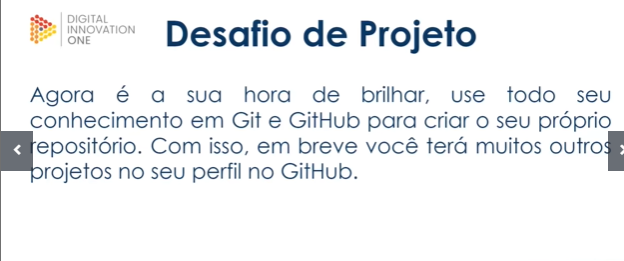 DIGITAL
INNOVATION
ONE
Desafio de Projeto
Agora é a sua hora de brilhar, use todo seu
conhecimento em Git e GitHub para criar o seu próprio
repositório. Com isso, em breve você terá muitos outros
projetos no seu perfil no GitHub.